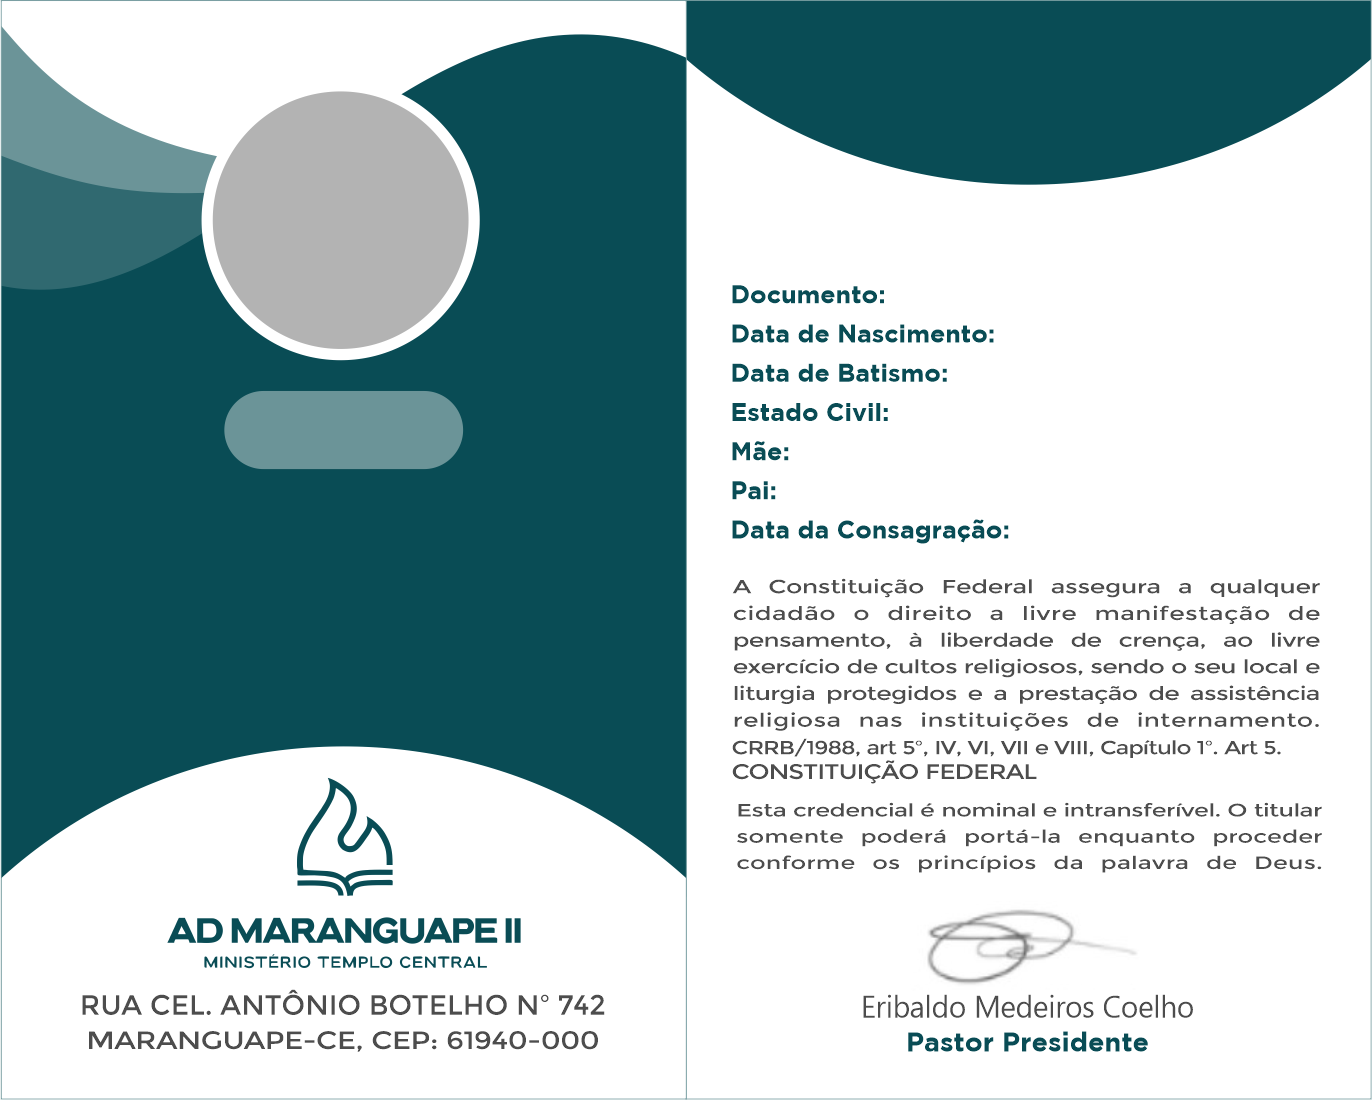 AD MARANGUAPE II
MINISTÉRIO TEMPLO CENTRAL
RUA CEL. ANTÔNIO BOTELHO N° 742
MARANGUAPE-CE, CEP: 61940-000
Documento:
Data de Nascimento:
Data de Batismo:
Estado Civil:
Mãe:
Pai:
Data da Consagração:
A Constituição Federal assegura a qualquer
cidadão o direito a livre manifestação de
pensamento, à liberdade de crença, ao livre
exercício de cultos religiosos, sendo o seu local e
liturgia protegidos e a prestação de assistência
religiosa nas instituições de internamento.
CRRB/1988, art 5°, IV, VI, VII e VIII, Capítulo 1°. Art 5.
CONSTITUIÇÃO FEDERAL
Esta credencial é nominal e intransferível. O titular
somente poderá portá-la enquanto proceder
conforme os princípios da palavra de Deus.
Eribaldo Medeiros Coelho
Pastor Presidente